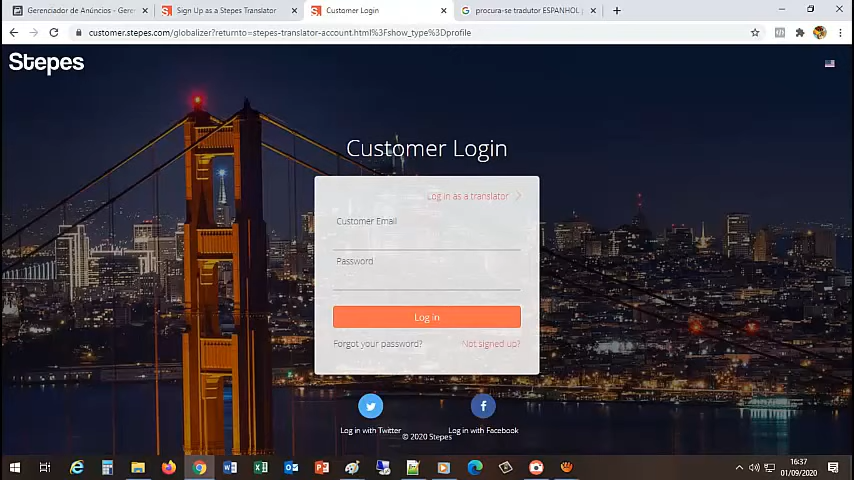 Gerenciador de Anúncios - Geren
Sign Up as a Stepes Translator
Customer Login
procura-se tradutor ESPANHOL
customer.stepes.com/globalizer?returnto=stepes-translator-account.html%3Fshow_type%3Dprofile
Stepes
Customer Login
Log in as a translator
Customer Email
Password
Log in
Forgot your password?
Not signed up?
Log in with Twitter
Log in with Facebook
© 2020 Stepes
16:37
01/09/2020